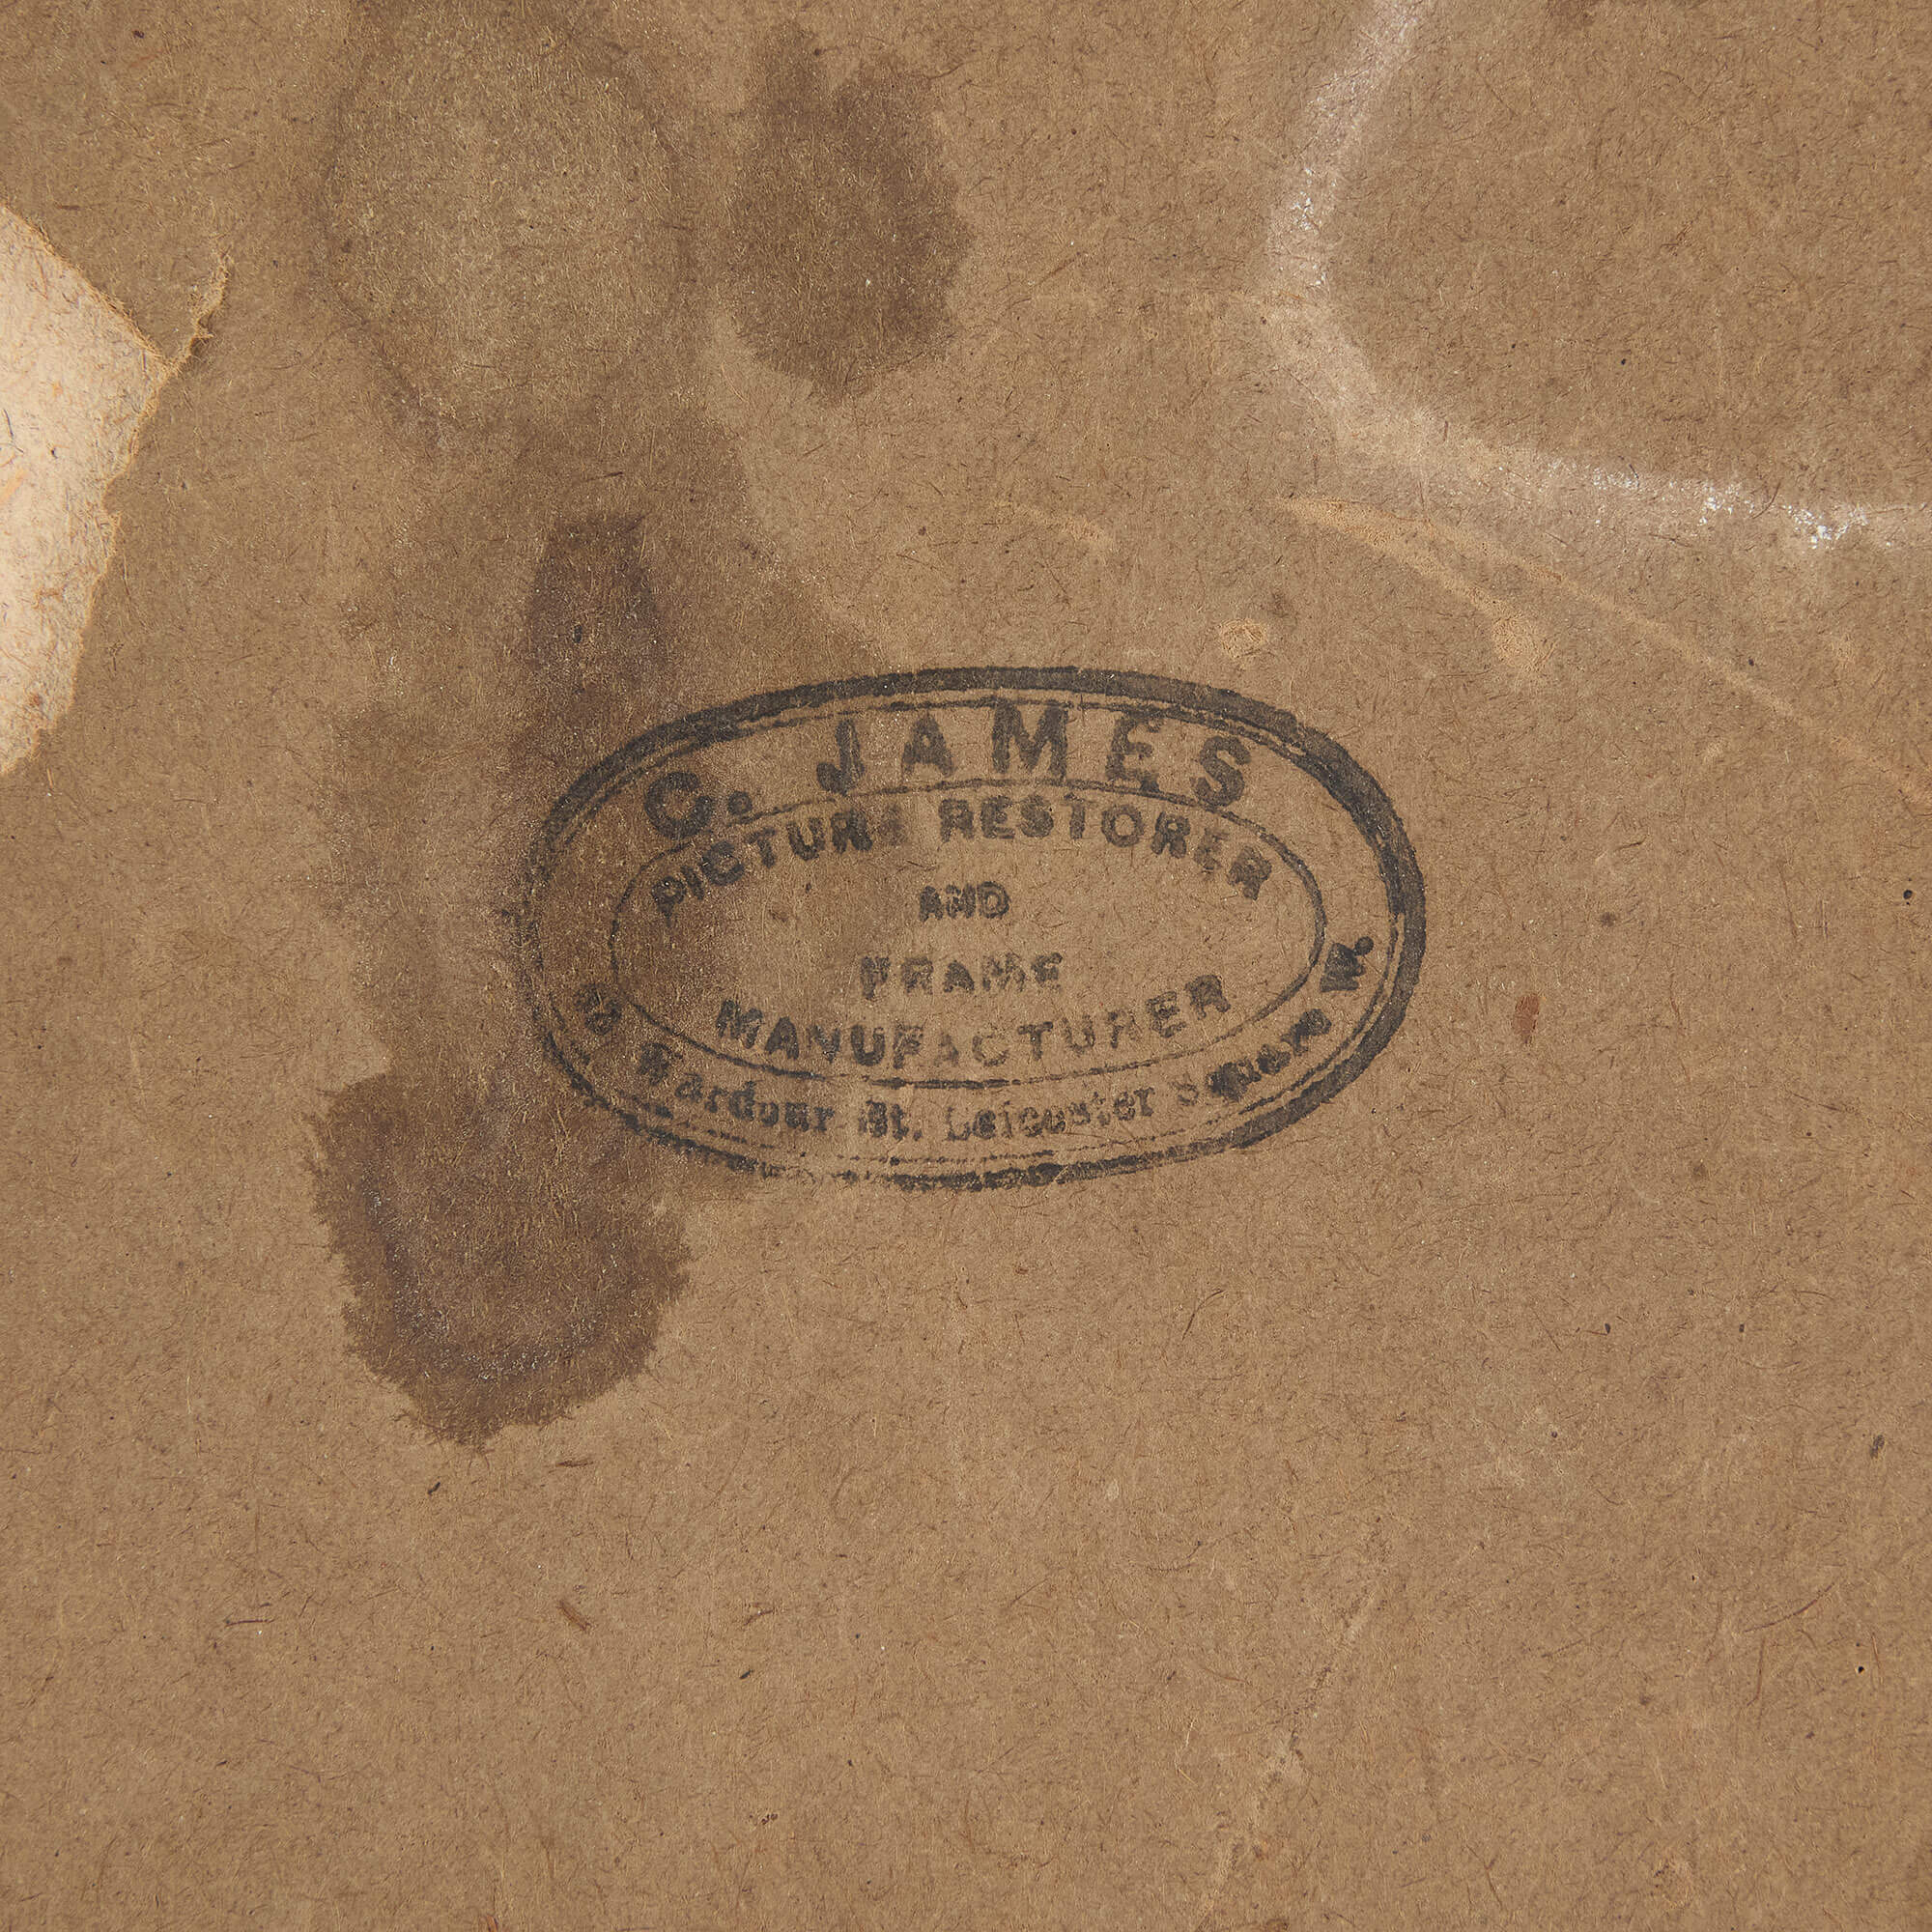 C. JAMES
PICTURE RESTORER
AND
FRAME
MANUFACTURER
Wardour St. Leicester Square W.